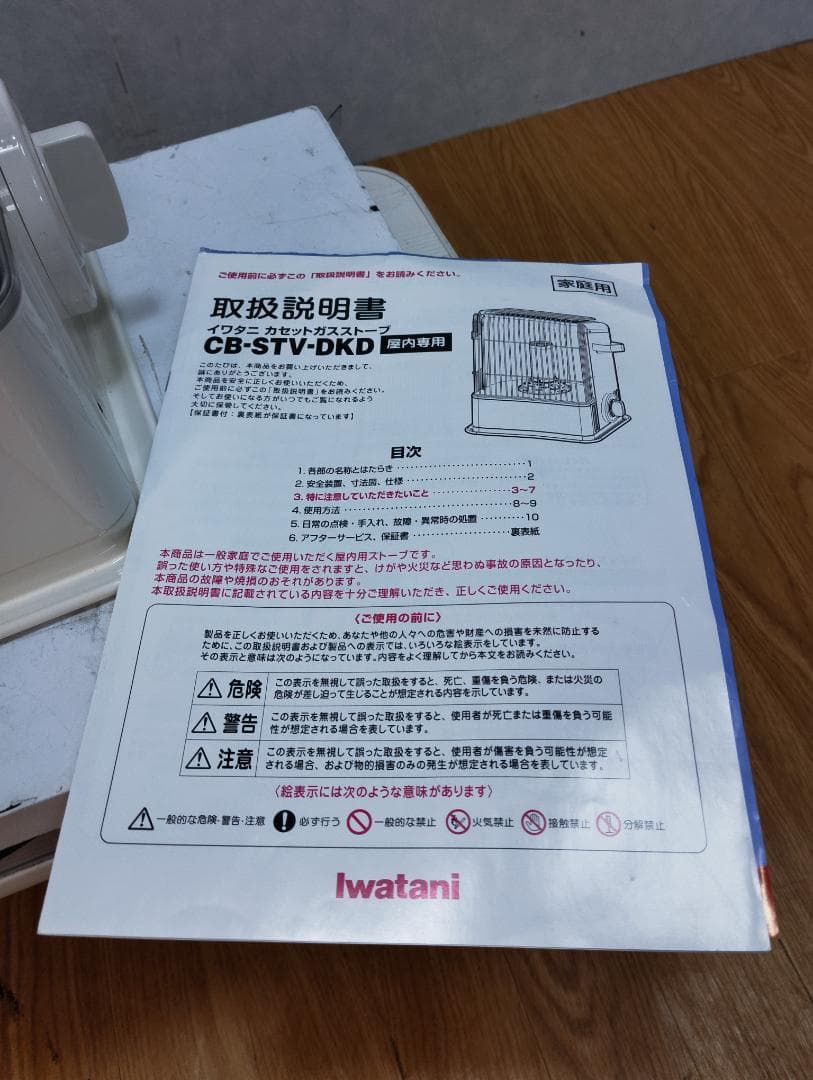 ご使用前に必ずこの「取扱説明書」をお読みください。
家庭用
取扱説明書
イワタニ カセットガスストーブ
CB-STV-DKD 屋内専用
このたびは、本商品をお買い上げいただきまして、
誠にありがとうございます。
本商品を安全に正しくお使いいただくため、
ご使用前に必ずこの「取扱説明書」をお読みください。
そしてお使いになる方がいつでもご覧になれるよう
大切に保管してください。
【保証書付：裏表紙が保証書になっています】
目次
1. 各部の名称とはたらき ・・・・・・・・・・・・・・・・・・・・・・・・・・・1
2. 安全装置、寸法図、仕様 ・・・・・・・・・・・・・・・・・・・・・・・・2
3. 特に注意していただきたいこと ・・・・・・・・・・・・・・・・3〜7
4. 使用方法 ・・・・・・・・・・・・・・・・・・・・・・・・・・・・・・・・・・8〜9
5. 日常の点検・手入れ、故障・異常時の処置 ・・・・・・・・・10
6. アフターサービス、保証書 ・・・・・・・・・・・・・・・・・・・・裏表紙
本商品は一般家庭でご使用いただく屋内用ストーブです。
誤った使い方や特殊なご使用をされますと、けがや火災など思わぬ事故の原因となったり、
本商品の故障や焼損のおそれがあります。
本取扱説明書に記載されている内容を十分ご理解いただき、正しくご使用ください。
〈ご使用の前に〉
製品を正しくお使いいただくため、あなたや他の人々への危害や財産への損害を未然に防止する
ために、この取扱説明書および製品への表示では、いろいろな絵表示をしています。
その表示と意味は次のようになっています。内容をよく理解してから本文をお読みください。
危険 この表示を無視して誤った取扱をすると、死亡、重傷を負う危険、または火災の
危険が差し迫って生じることが想定される内容を示しています。
警告 この表示を無視して誤った取扱をすると、使用者が死亡または重傷を負う可能
性が想定される場合を表しています。
注意 この表示を無視して誤った取扱をすると、使用者が傷害を負う可能性が想定
される場合、および物的損害のみの発生が想定される場合を表しています。
〈絵表示には次のような意味があります〉
一般的な危険・警告・注意 必ず行う 一般的な禁止 火気禁止 接触禁止 分解禁止
Iwatani